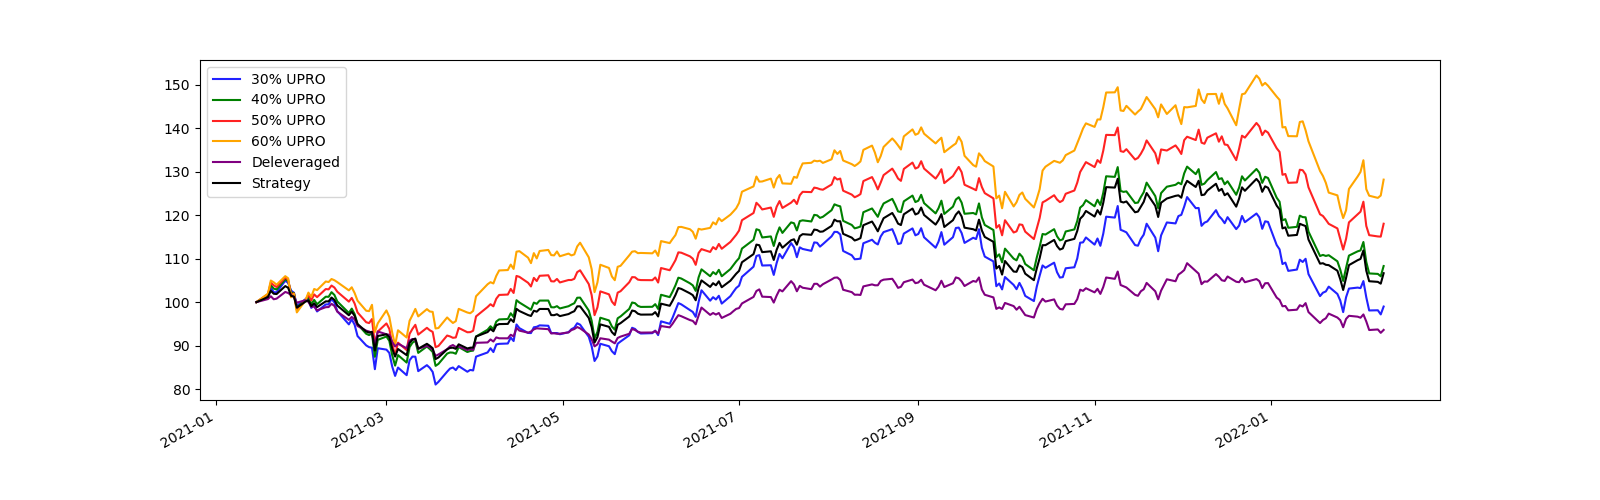 30% UPRO
40% UPRO
50% UPRO
60% UPRO
Deleveraged
Strategy
150
140
130
120
110
100
90
80
2021-01
2021-03
2021-05
2021-07
2021-09
2021-11
2022-01